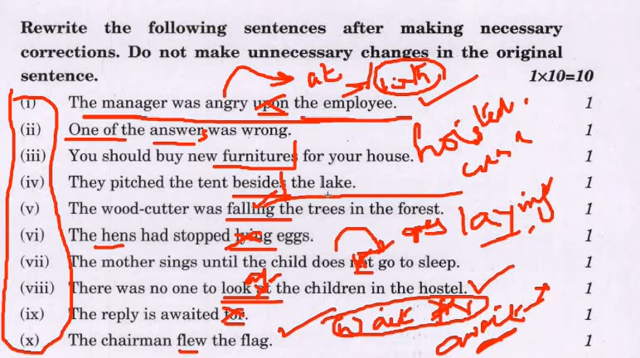 Rewrite the following sentences after making necessary
corrections. Do not make unnecessary changes in the original
sentence. 1×10=10
at with
(i) The manager was angry upon the employee. 1
(ii) One of the answer s was wrong. 1
hoisted
(iii) You should buy new furnitures for your house. 1
(iv) They pitched the tent besides the lake. 1
(v) The wood-cutter was falling the trees in the forest. 1
laying
(vi) The hens had stopped lying eggs. 1
(vii) The mother sings until the child does not go to sleep. 1
(viii) There was no one to look at the children in the hostel. 1
(ix) The reply is awaited for. 1
await
(x) The chairman flew the flag. 1